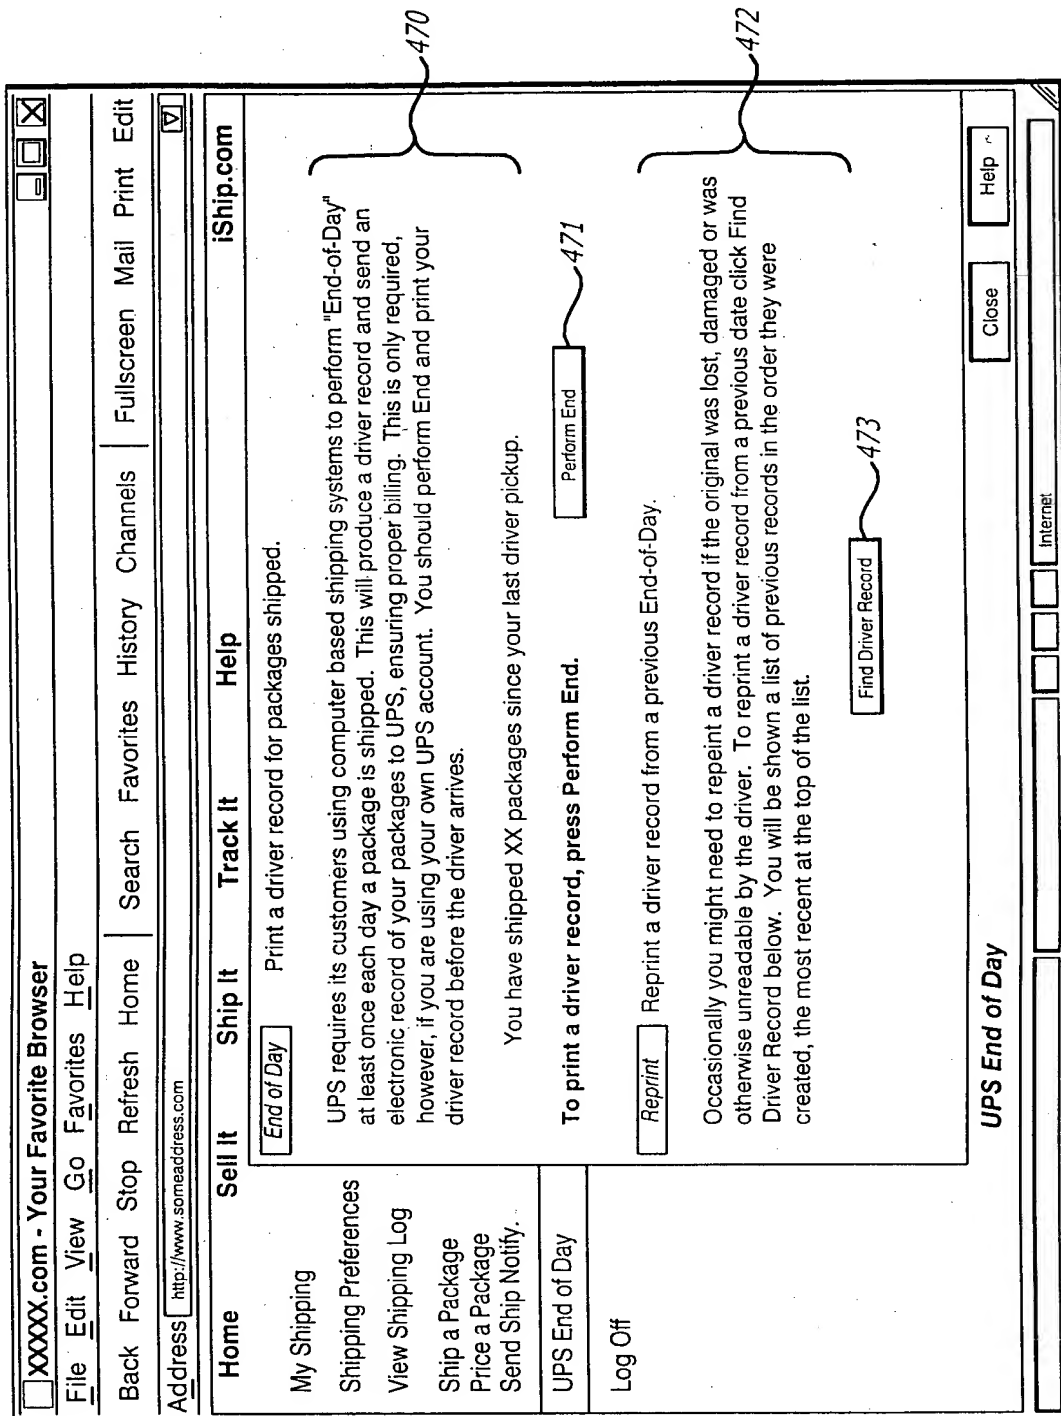 XXXXX.com - Your Favorite Browser
File Edit View Go Favorites Help
Back Forward Stop Refresh Home Search Favorites History Channels Fullscreen Mail Print Edit
Address http://www.someaddress.com
Home Sell It Ship It Track It Help iShip.com
My Shipping
Shipping Preferences
View Shipping Log
Ship a Package
Price a Package
Send Ship Notify.
UPS End of Day
Log Off
End of Day Print a driver record for packages shipped.
UPS requires its customers using computer based shipping systems to perform "End-of-Day"
at least once each day a package is shipped. This will produce a driver record and send an
electronic record of your packages to UPS, ensuring proper billing. This is only required,
however, if you are using your own UPS account. You should perform End and print your
driver record before the driver arrives.
470
You have shipped XX packages since your last driver pickup.
To print a driver record, press Perform End.
Perform End
471
Reprint Reprint a driver record from a previous End-of-Day.
Occasionally you might need to repeint a driver record if the original was lost, damaged or was
otherwise unreadable by the driver. To reprint a driver record from a previous date click Find
Driver Record below. You will be shown a list of previous records in the order they were
created, the most recent at the top of the list.
472
Find Driver Record
473
UPS End of Day
Close Help
Internet